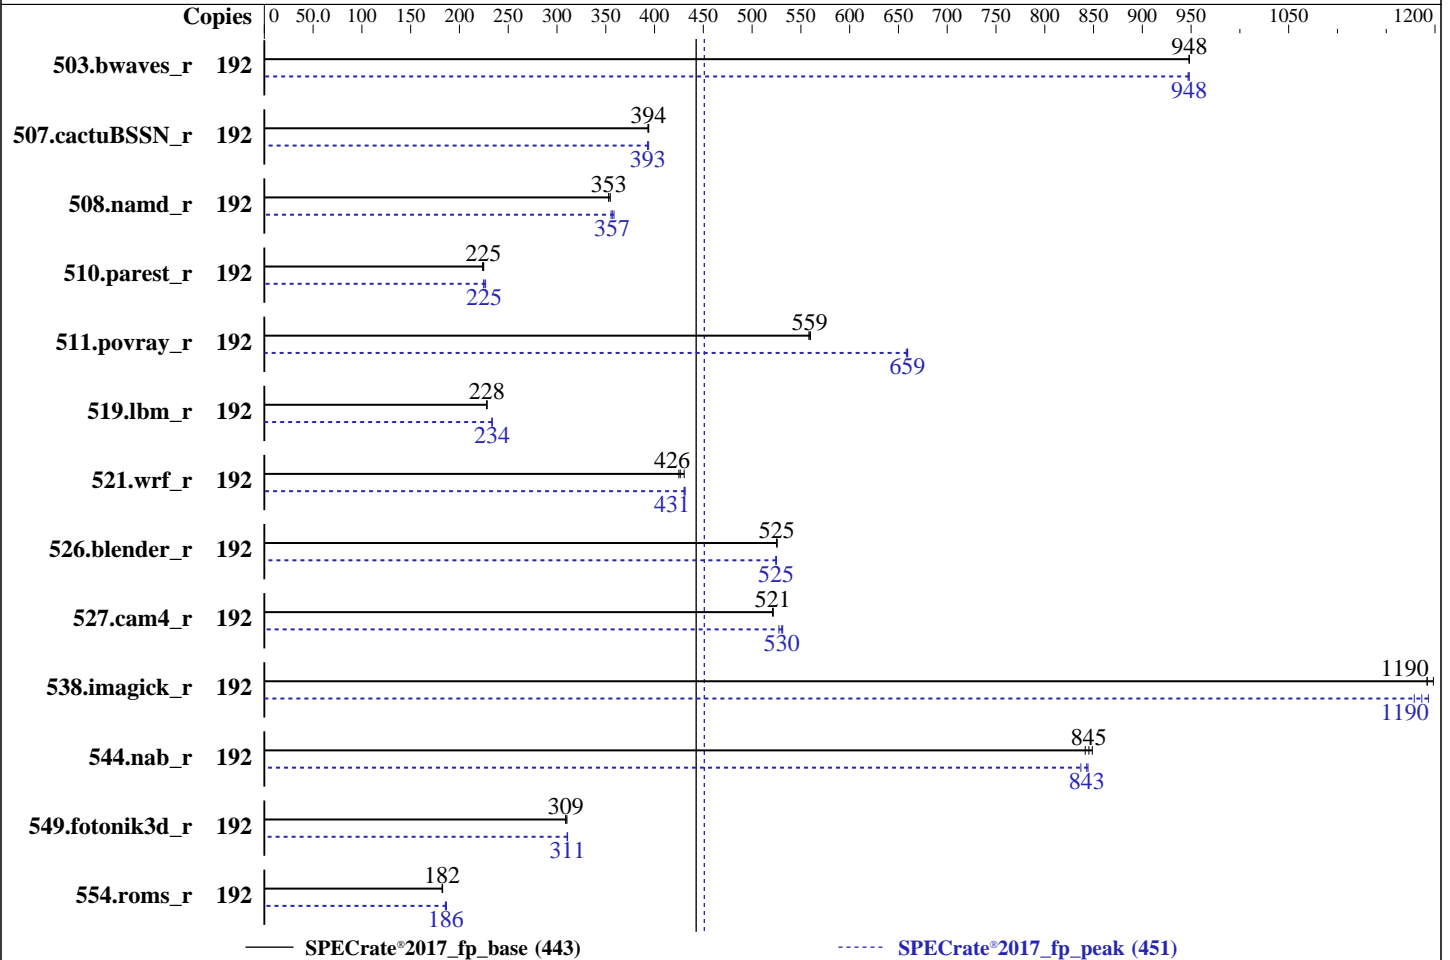 Copies 0 50.0 100 150 200 250 300 350 400 450 500 550 600 650 700 750 800 850 900 950 1050 1200
948
503.bwaves_r 192
948
394
507.cactuBSSN_r 192
393
353
508.namd_r 192
357
225
510.parest_r 192
225
559
511.povray_r 192
659
228
519.lbm_r 192
234
426
521.wrf_r 192
431
525
526.blender_r 192
525
521
527.cam4_r 192
530
1190
538.imagick_r 192
1190
845
544.nab_r 192
843
309
549.fotonik3d_r 192
311
182
554.roms_r 192
186
SPECrate®2017_fp_base (443) SPECrate®2017_fp_peak (451)